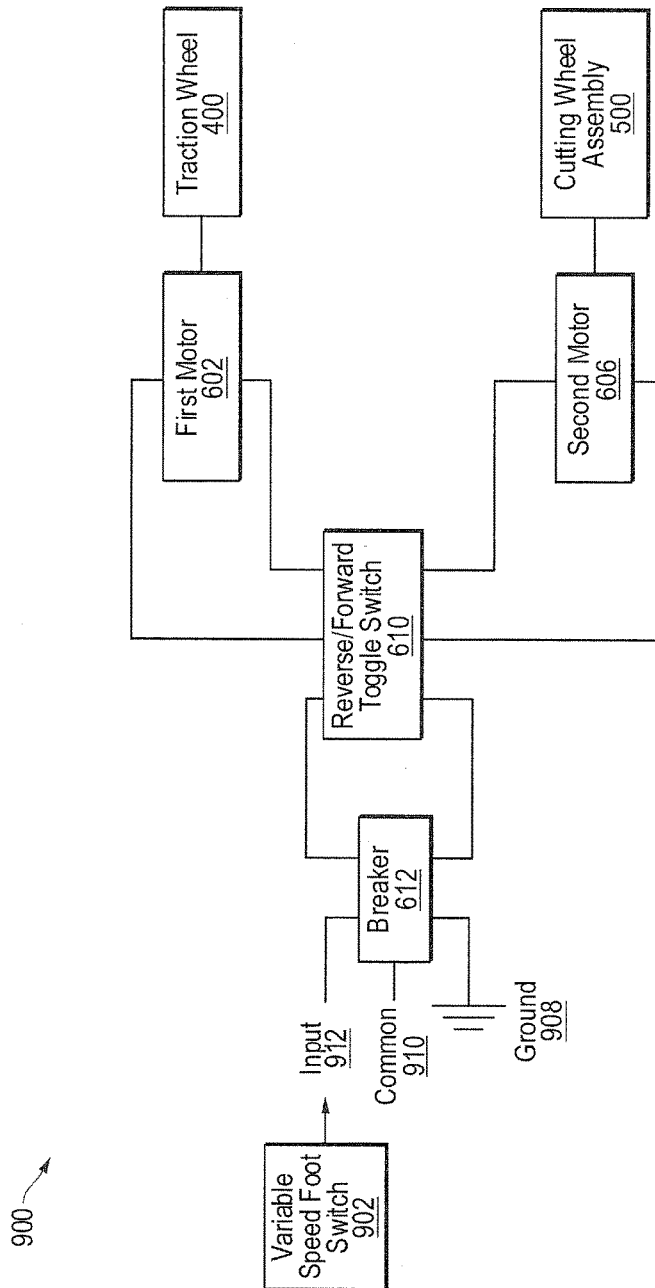 900
Variable
Speed Foot
Switch
902
Input
912
Common
910
Ground
908
Breaker
612
Reverse/Forward
Toggle Switch
610
First Motor
602
Traction Wheel
400
Second Motor
606
Cutting Wheel
Assembly
500